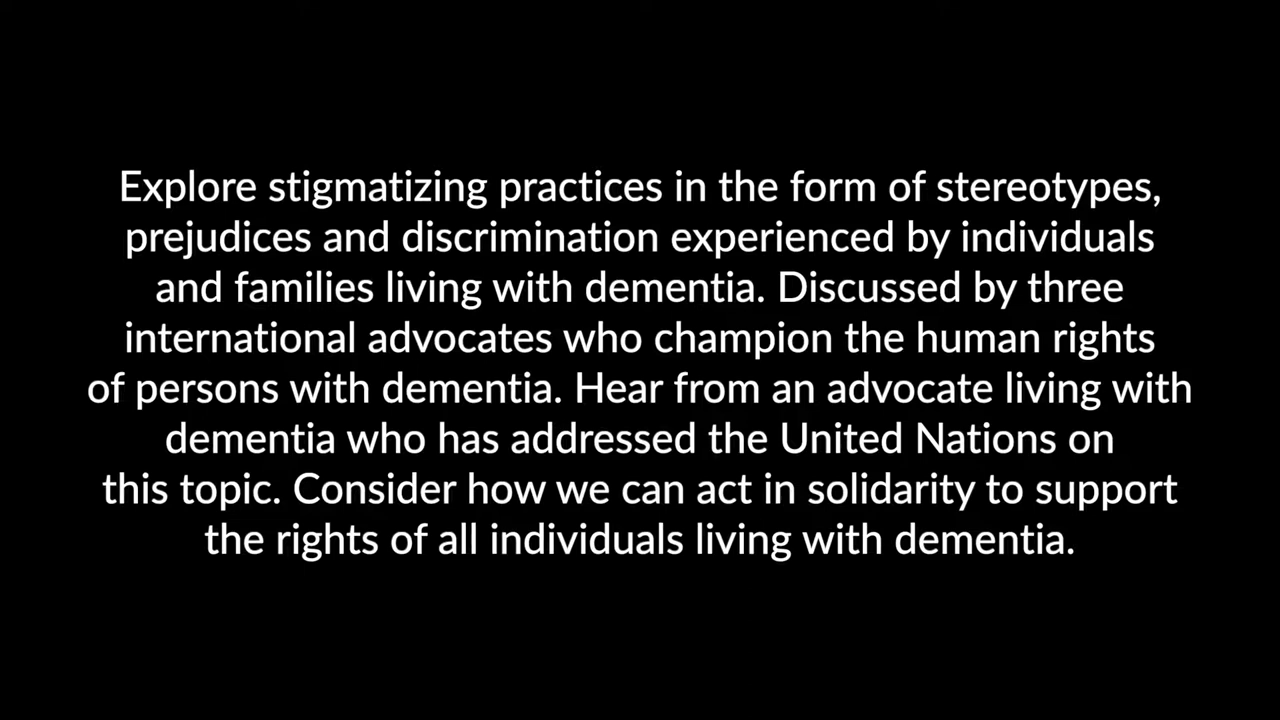 Explore stigmatizing practices in the form of stereotypes,
prejudices and discrimination experienced by individuals
and families living with dementia. Discussed by three
international advocates who champion the human rights
of persons with dementia. Hear from an advocate living with
dementia who has addressed the United Nations on
this topic. Consider how we can act in solidarity to support
the rights of all individuals living with dementia.